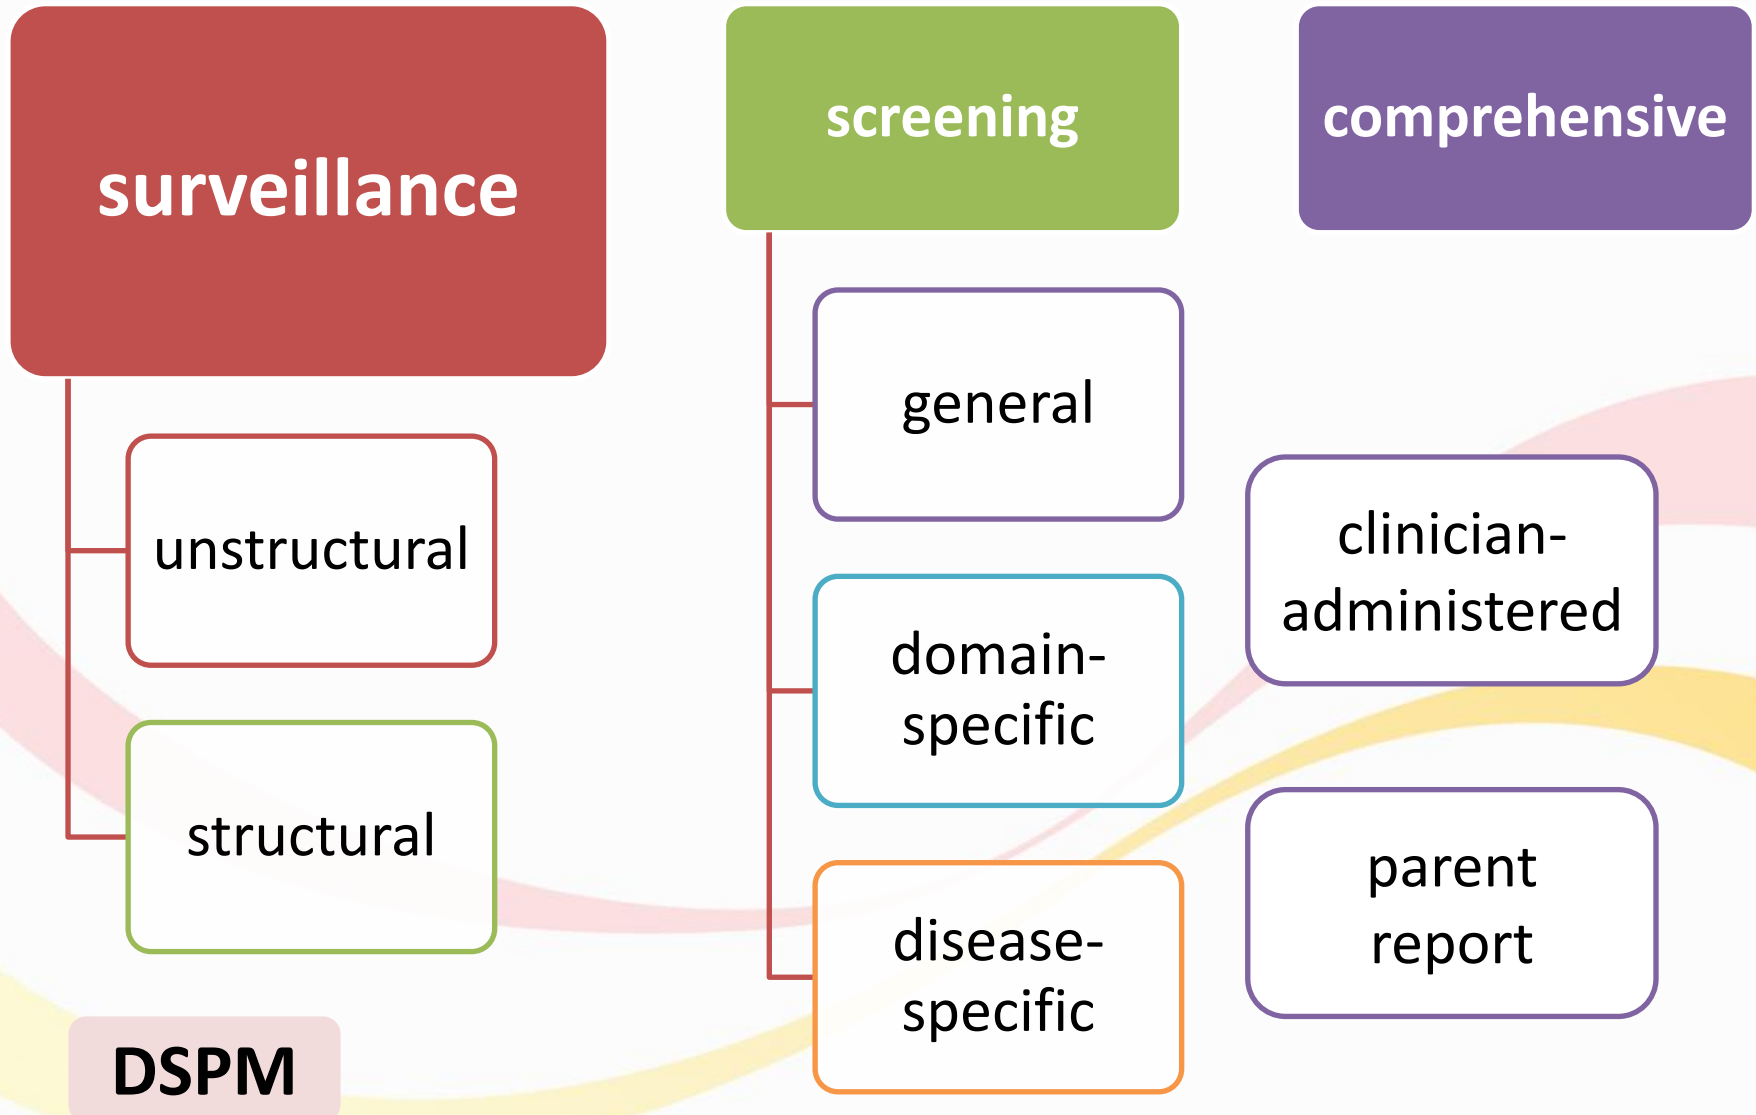 surveillance
unstructural
structural
DSPM
screening
general
domain-
specific
disease-
specific
comprehensive
clinician-
administered
parent
report